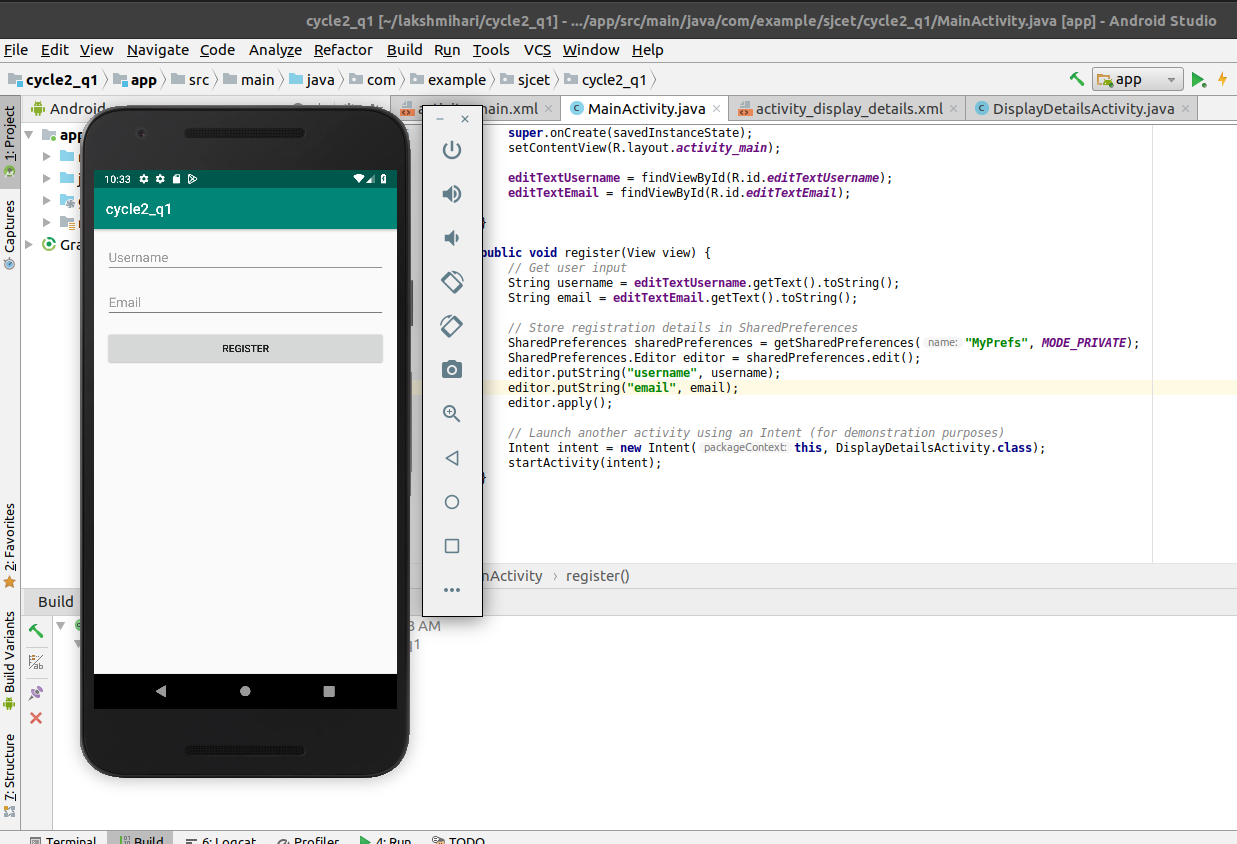 cycle2_q1 [~/lakshmihari/cycle2_q1] - .../app/src/main/java/com/example/sjcet/cycle2_q1/MainActivity.java [app] - Android Studio
File Edit View Navigate Code Analyze Refactor Build Run Tools VCS Window Help
cycle2_q1 app src main java com example sjcet cycle2_q1 app
Android main.xml MainActivity.java activity_display_details.xml DisplayDetailsActivity.java
1: Project
Captures
2: Favorites
Build Variants
7: Structure
app
Gra
10:33
cycle2_q1
Username
Email
REGISTER
super.onCreate(savedInstanceState);
setContentView(R.layout.activity_main);
editTextUsername = findViewById(R.id.editTextUsername);
editTextEmail = findViewById(R.id.editTextEmail);
}
public void register(View view) {
// Get user input
String username = editTextUsername.getText().toString();
String email = editTextEmail.getText().toString();
// Store registration details in SharedPreferences
SharedPreferences sharedPreferences = getSharedPreferences( name: "MyPrefs", MODE_PRIVATE);
SharedPreferences.Editor editor = sharedPreferences.edit();
editor.putString("username", username);
editor.putString("email", email);
editor.apply();
// Launch another activity using an Intent (for demonstration purposes)
Intent intent = new Intent( packageContext: this, DisplayDetailsActivity.class);
startActivity(intent);
}
nActivity › register()
Build
AM
1
Terminal Build 6: Logcat Profiler 4: Run TODO